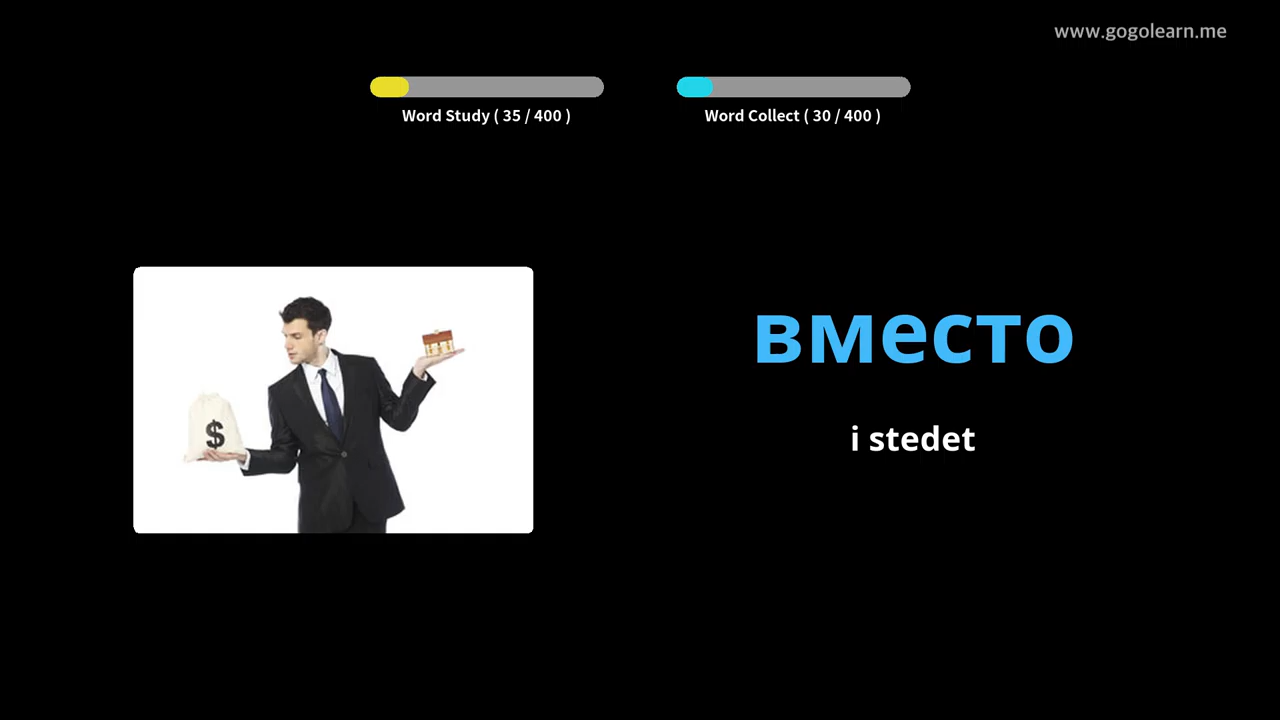 www.gogolearn.me
Word Study ( 35 / 400 )
Word Collect ( 30 / 400 )
$
вместо
i stedet